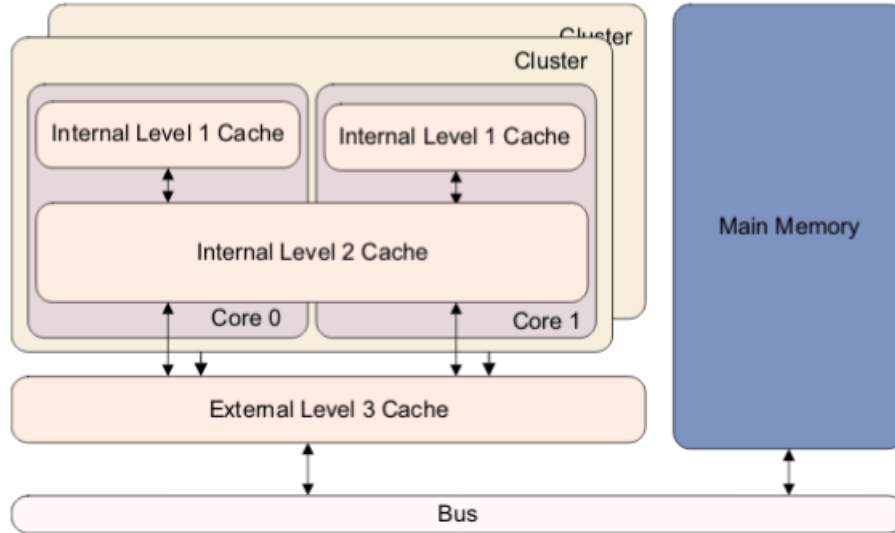 Cluster
Cluster
Internal Level 1 Cache
Internal Level 1 Cache
Main Memory
Internal Level 2 Cache
Core 0
Core 1
External Level 3 Cache
Bus